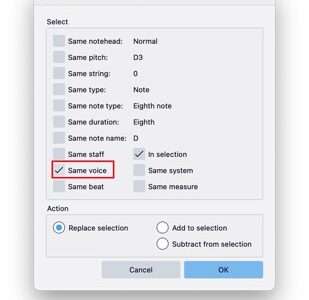 Select
Same notehead: Normal
Same pitch: D3
Same string: 0
Same type: Note
Same note type: Eighth note
Same duration: Eighth
Same note name: D
Same staff In selection
Same voice Same system
Same beat Same measure
Action
Replace selection Add to selection
Subtract from selection
Cancel OK